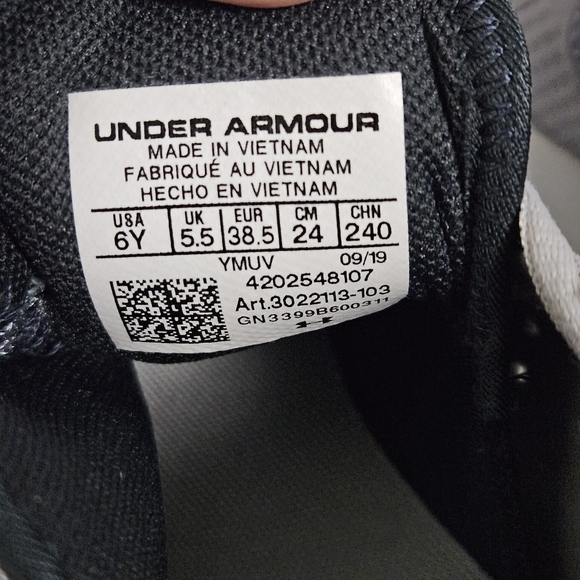 UNDER ARMOUR
MADE IN VIETNAM
FABRIQUÉ AU VIETNAM
HECHO EN VIETNAM
USA UK EUR CM CHN
6Y 5.5 38.5 24 240
YMUV 09/19
4202548107
Art.3022113-103
GN3399B600311